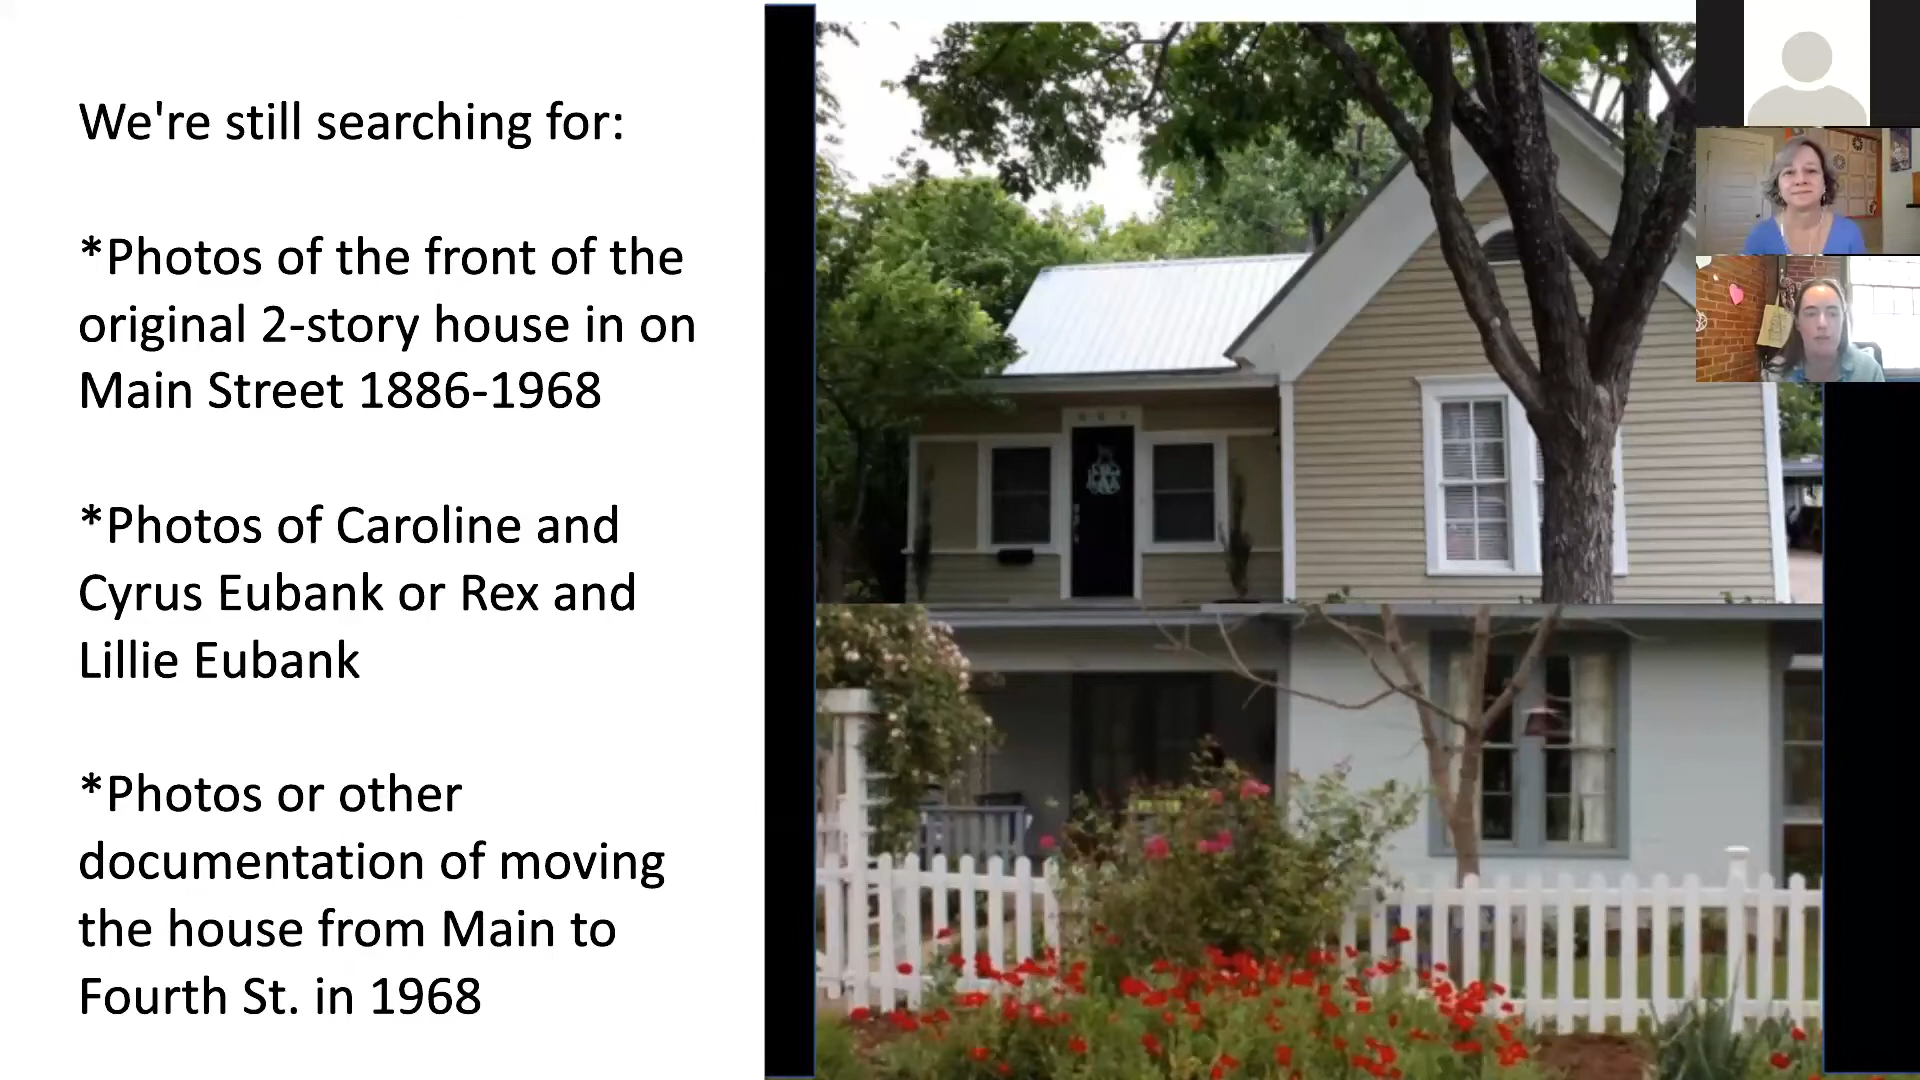 We're still searching for:
*Photos of the front of the
original 2-story house in on
Main Street 1886-1968
*Photos of Caroline and
Cyrus Eubank or Rex and
Lillie Eubank
*Photos or other
documentation of moving
the house from Main to
Fourth St. in 1968